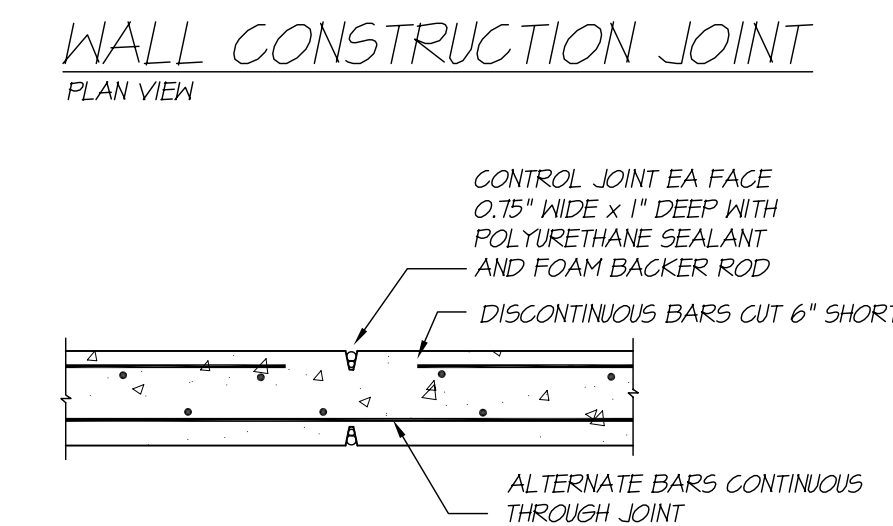 WALL CONSTRUCTION JOINT
PLAN VIEW
CONTROL JOINT EA FACE
0.75" WIDE x 1" DEEP WITH
POLYURETHANE SEALANT
AND FOAM BACKER ROD
DISCONTINUOUS BARS CUT 6" SHORT
ALTERNATE BARS CONTINUOUS
THROUGH JOINT